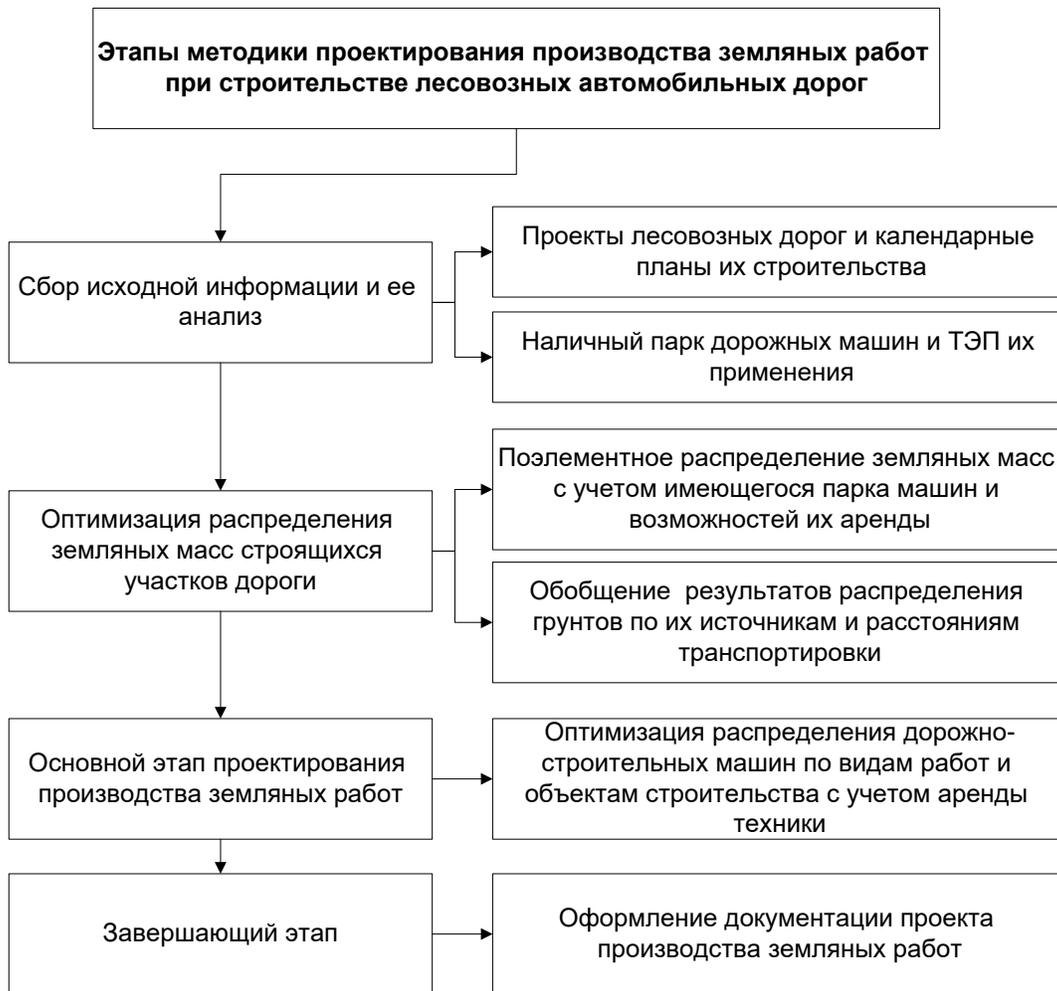 Этапы методики проектирования производства земляных работ
при строительстве лесовозных автомобильных дорог
Сбор исходной информации и ее
анализ
Проекты лесовозных дорог и календарные
планы их строительства
Наличный парк дорожных машин и ТЭП их
применения
Оптимизация распределения
земляных масс строящихся
участков дороги
Поэлементное распределение земляных масс
с учетом имеющегося парка машин и
возможностей их аренды
Обобщение результатов распределения
грунтов по их источникам и расстояниям
транспортировки
Основной этап проектирования
производства земляных работ
Оптимизация распределения дорожно-
строительных машин по видам работ и
объектам строительства с учетом аренды
техники
Завершающий этап
Оформление документации проекта
производства земляных работ